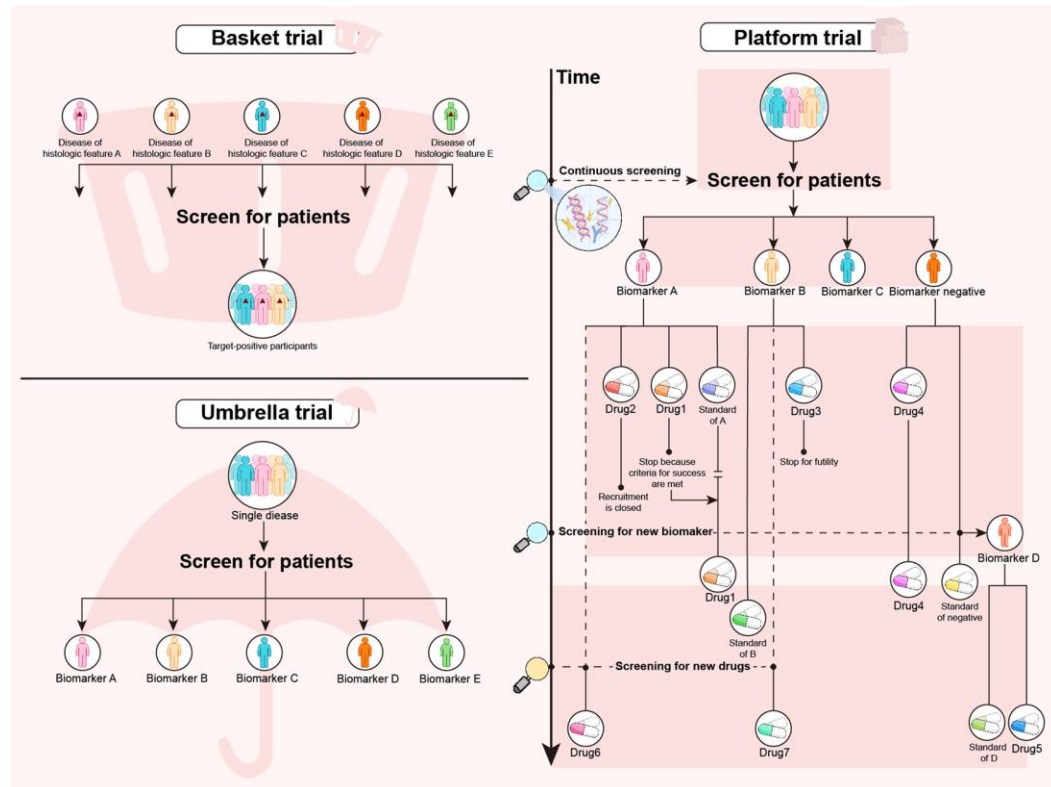 Basket trial
Disease of
histologic feature A
Disease of
histologic feature B
Disease of
histologic feature C
Disease of
histologic feature D
Disease of
histologic feature E
Screen for patients
Target-positive participants
Umbrella trial
Single diease
Screen for patients
Biomarker A
Biomarker B
Biomarker C
Biomarker D
Biomarker E
Platform trial
Time
Continuous screening
Screen for patients
Biomarker A
Biomarker B
Biomarker C
Biomarker negative
Drug2
Drug1
Standard
of A
Drug3
Drug4
Recruitment
is closed
Stop because
criteria for success
are met
Stop for futility
Screening for new biomaker
Biomarker D
Drug1
Standard
of B
Drug4
Standard
of negative
Screening for new drugs
Drug6
Drug7
Standard
of D
Drug5